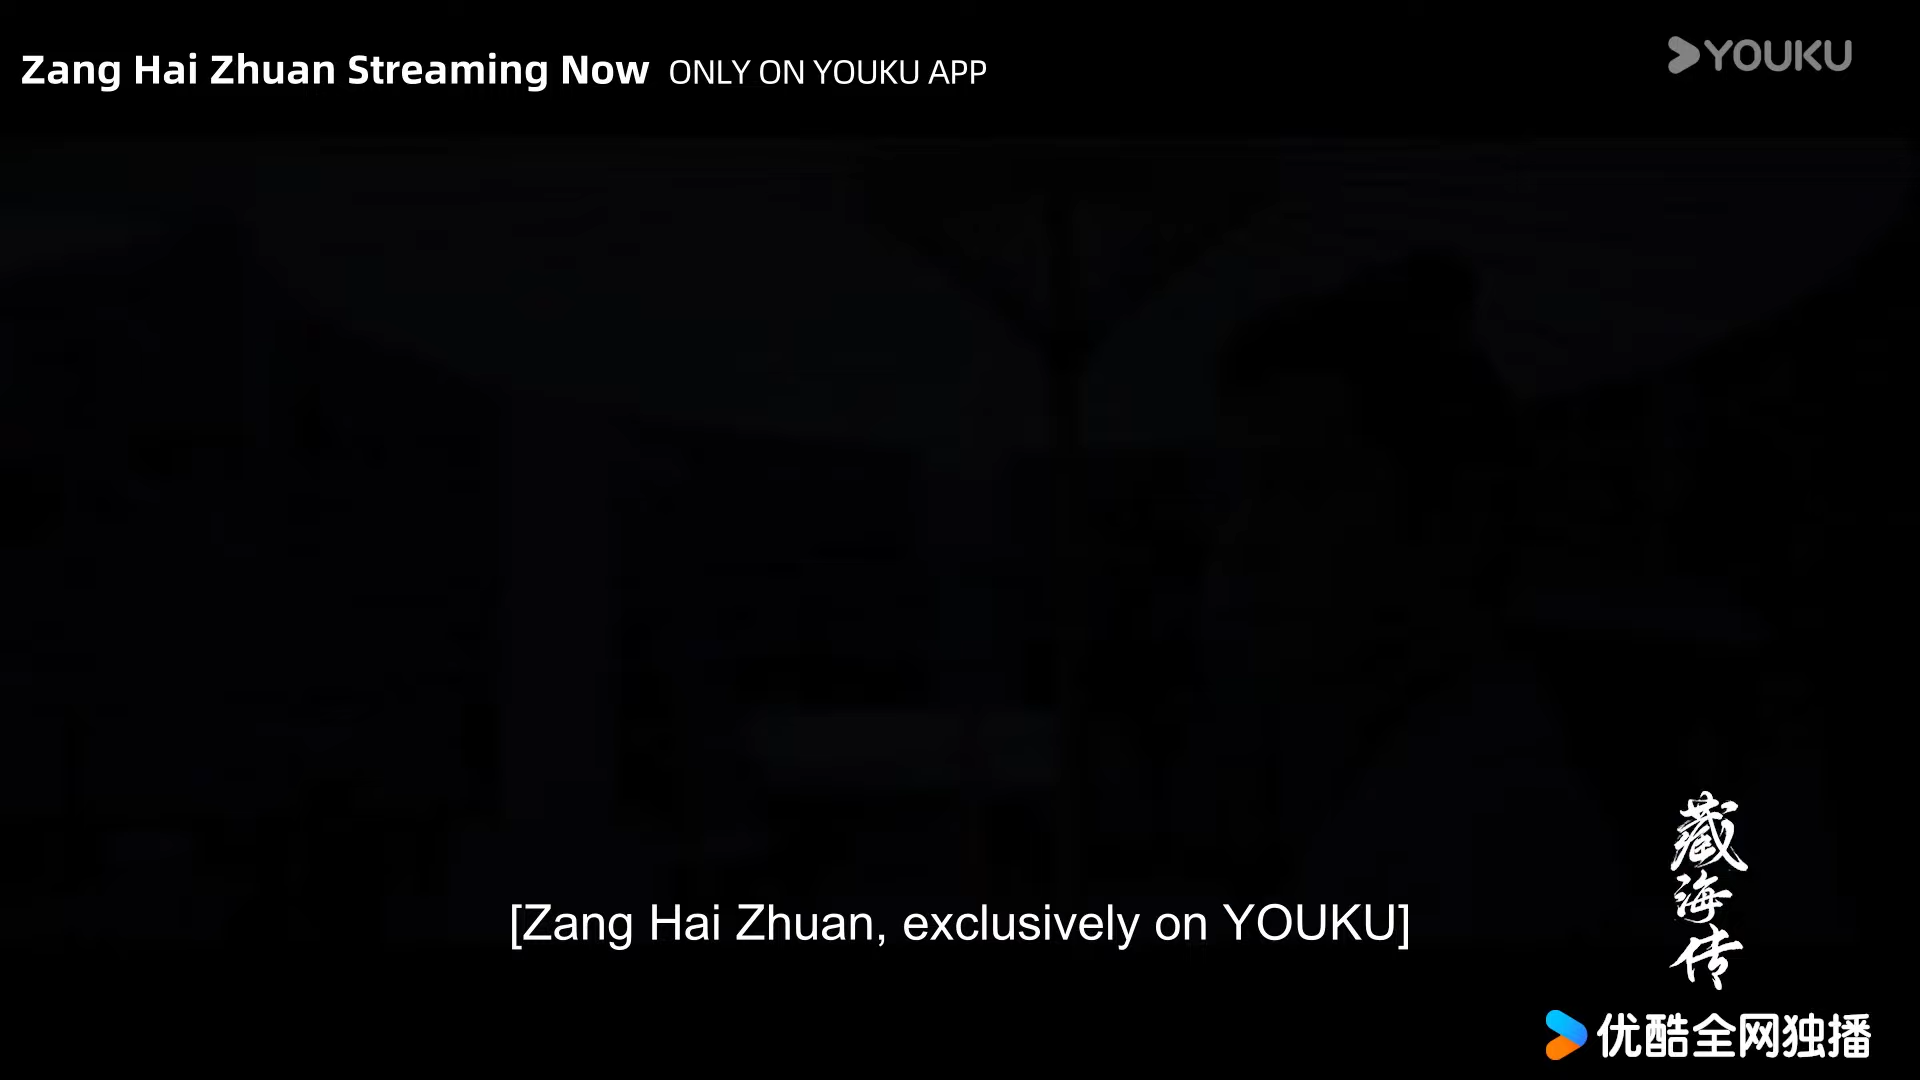 Zang Hai Zhuan Streaming Now ONLY ON YOUKU APP
YOUKU
[Zang Hai Zhuan, exclusively on YOUKU]
藏海传
优酷全网独播